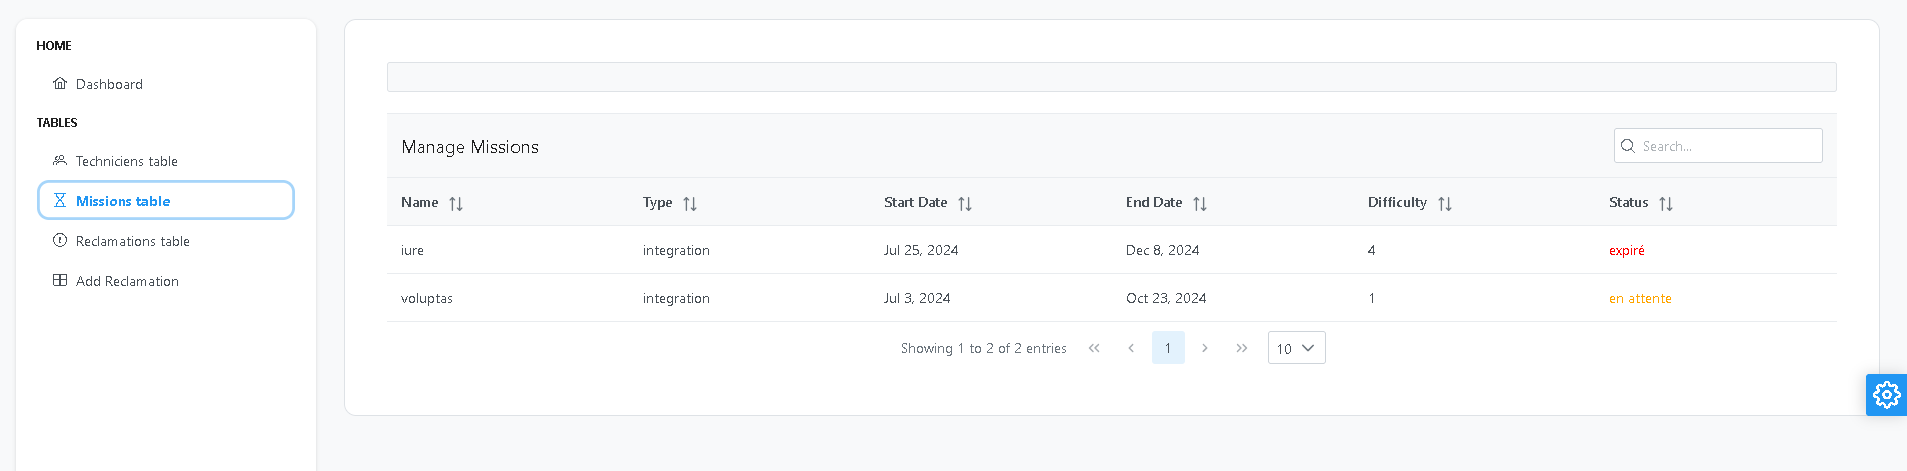 HOME
Dashboard
TABLES
Techniciens table
Missions table
Reclamations table
Add Reclamation
Manage Missions
Search...
Name Type Start Date End Date Difficulty Status
iure integration Jul 25, 2024 Dec 8, 2024 4 expiré
voluptas integration Jul 3, 2024 Oct 23, 2024 1 en attente
Showing 1 to 2 of 2 entries « ‹ 1 › » 10